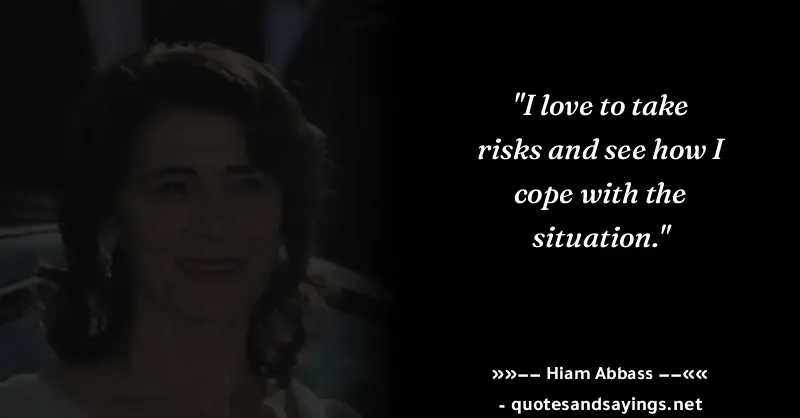 "I love to take
risks and see how I
cope with the
situation."
»»−− Hiam Abbass −−««
- quotesandsayings.net